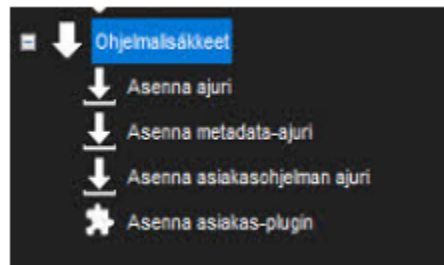 Ohjelmalisäkkeet
Asenna ajuri
Asenna metadata-ajuri
Asenna asiakasohjelman ajuri
Asenna asiakas-plugin